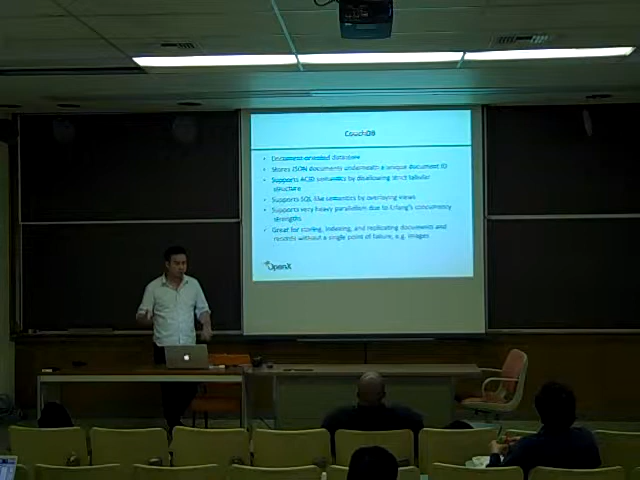 CouchDB
• Document-oriented datastore
• Stores JSON documents underneath a unique document ID
• Supports ACID semantics by disallowing strict tabular
structure
• Supports SQL-like semantics by overlaying views
• Supports very heavy parallelism due to Erlang's concurrency
strengths
• Great for storing, indexing, and replicating documents and
records without a single point of failure, e.g. images
OpenX